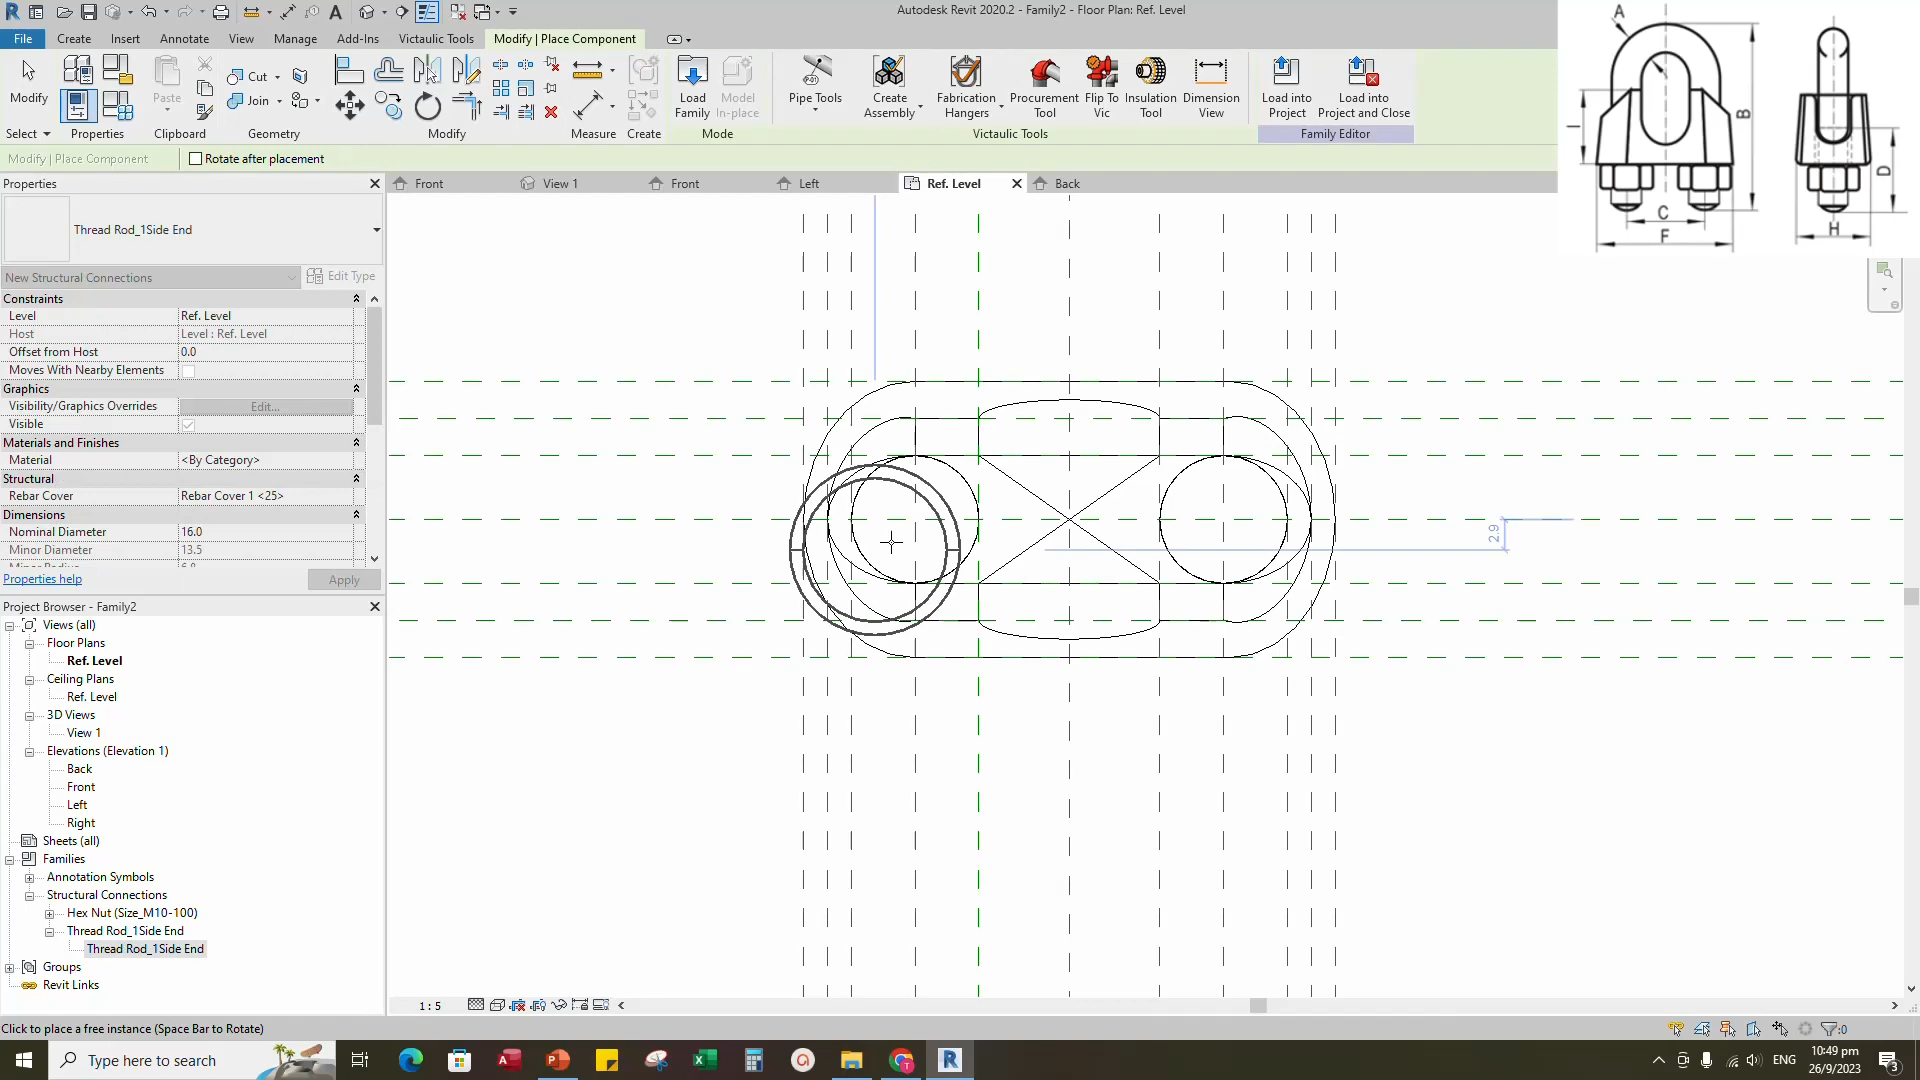 Autodesk Revit 2020.2 - Family2 - Floor Plan: Ref. Level
File Create Insert Annotate View Manage Add-Ins Victaulic Tools Modify | Place Component
Modify Paste Cut Join Load Family Model In-place Pipe Tools Create Assembly Fabrication Hangers Procurement Tool Flip To Vic Insulation Tool Dimension View Load into Project Load into Project and Close
Select Properties Clipboard Geometry Modify Measure Create Mode Victaulic Tools Family Editor
Modify | Place Component Rotate after placement
Properties
Front View 1 Front Left Ref. Level Back
Thread Rod_1Side End
New Structural Connections Edit Type
Constraints
Level Ref. Level
Host Level : Ref. Level
Offset from Host 0.0
Moves With Nearby Elements
Graphics
Visibility/Graphics Overrides Edit...
Visible
Materials and Finishes
Material <By Category>
Structural
Rebar Cover Rebar Cover 1 <25>
Dimensions
Nominal Diameter 16.0
Minor Diameter 13.5
Properties help Apply
Project Browser - Family2
Views (all)
Floor Plans
Ref. Level
Ceiling Plans
Ref. Level
3D Views
View 1
Elevations (Elevation 1)
Back
Front
Left
Right
Sheets (all)
Families
Annotation Symbols
Structural Connections
Hex Nut (Size_M10-100)
Thread Rod_1Side End
Thread Rod_1Side End
Groups
Revit Links
A
B
I
C
F
D
H
2.9
1 : 5
Click to place a free instance (Space Bar to Rotate)
:0
Type here to search
ENG
10:49 pm
26/9/2023
3